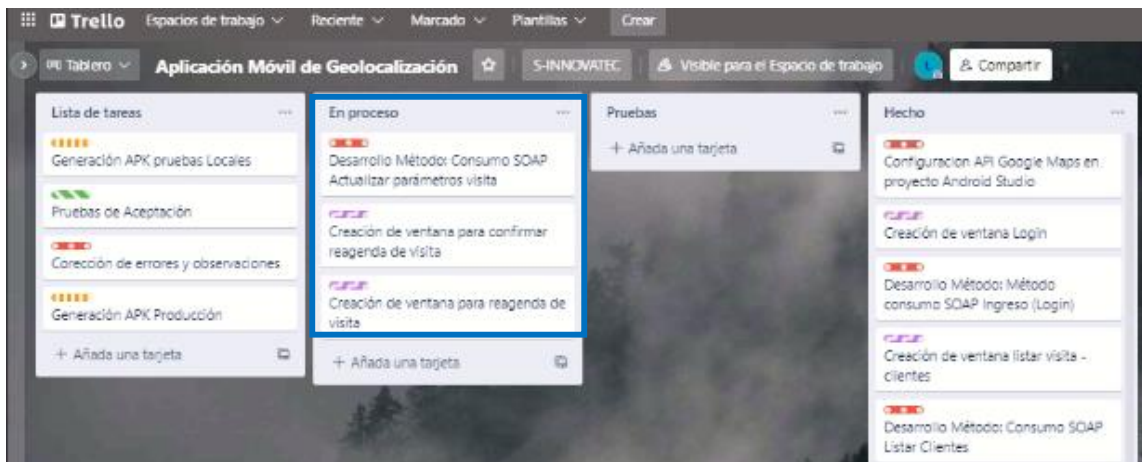 Trello Espacios de trabajo Reciente Marcado Plantillas Crear
Tablero Aplicación Móvil de Geolocalización S-INNOVATEC Visible para el Espacio de trabajo L Compartir
Lista de tareas
Generación APK pruebas Locales
Pruebas de Aceptación
Corección de errores y observaciones
Generación APK Producción
+ Añada una tarjeta
En proceso
Desarrollo Método: Consumo SOAP
Actualizar parámetros visita
Creación de ventana para confirmar
reagenda de visita
Creación de ventana para reagenda de
visita
+ Añada una tarjeta
Pruebas
+ Añada una tarjeta
Hecho
Configuracion API Google Maps en
proyecto Android Studio
Creación de ventana Login
Desarrollo Método: Método
consumo SOAP Ingreso (Login)
Creación de ventana listar visita -
clientes
Desarrollo Método: Consumo SOAP
Listar Clientes